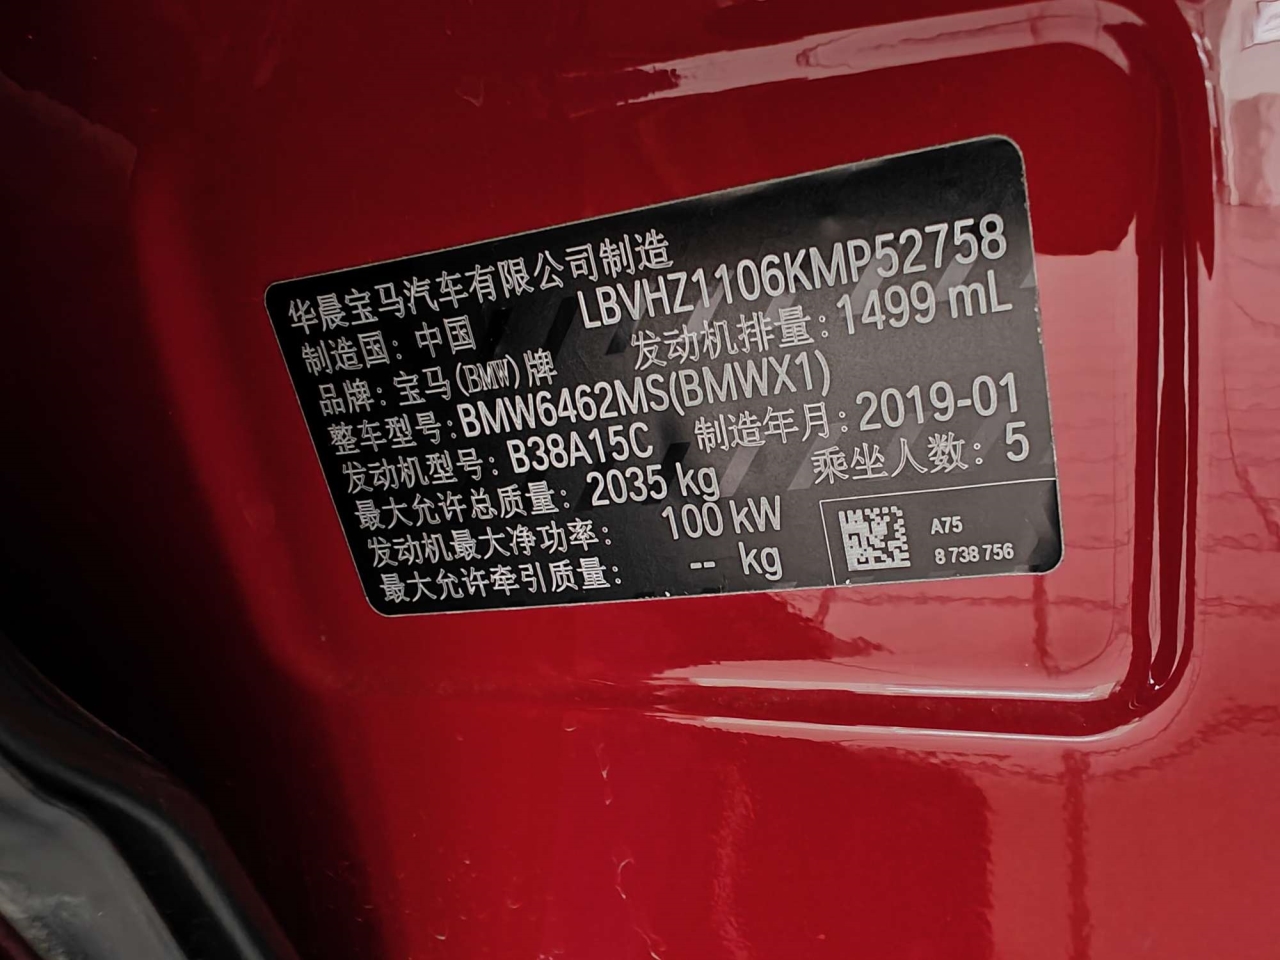 华晨宝马汽车有限公司制造
制造国：中国 LBVHZ1106KMP52758
品牌：宝马(BMW)牌 发动机排量：1499 mL
整车型号：BMW6462MS(BMWX1)
发动机型号：B38A15C 制造年月：2019-01
最大允许总质量：2035 kg 乘坐人数：5
发动机最大净功率： 100 kW
最大允许牵引质量： -- kg
A75
8 738 756